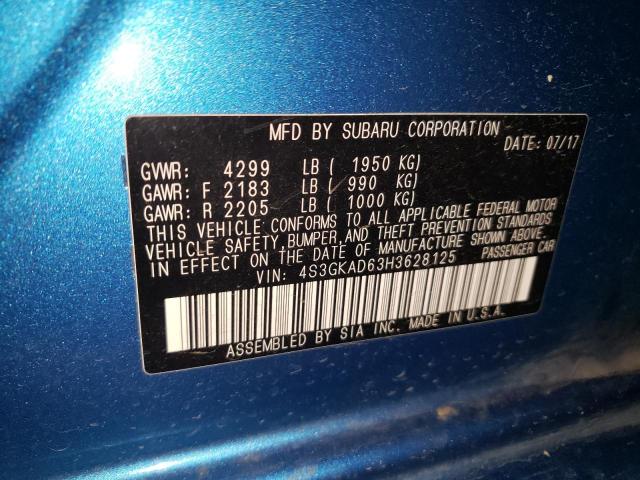 MFD BY SUBARU CORPORATION
DATE: 07/17
GVWR: 4299 LB ( 1950 KG)
GAWR: F 2183 LB ( 990 KG)
GAWR: R 2205 LB ( 1000 KG)
THIS VEHICLE CONFORMS TO ALL APPLICABLE FEDERAL MOTOR
VEHICLE SAFETY, BUMPER, AND THEFT PREVENTION STANDARDS
IN EFFECT ON THE DATE OF MANUFACTURE SHOWN ABOVE.
VIN: 4S3GKAD63H3628125 PASSENGER CAR
ASSEMBLED BY SIA INC. MADE IN U.S.A.